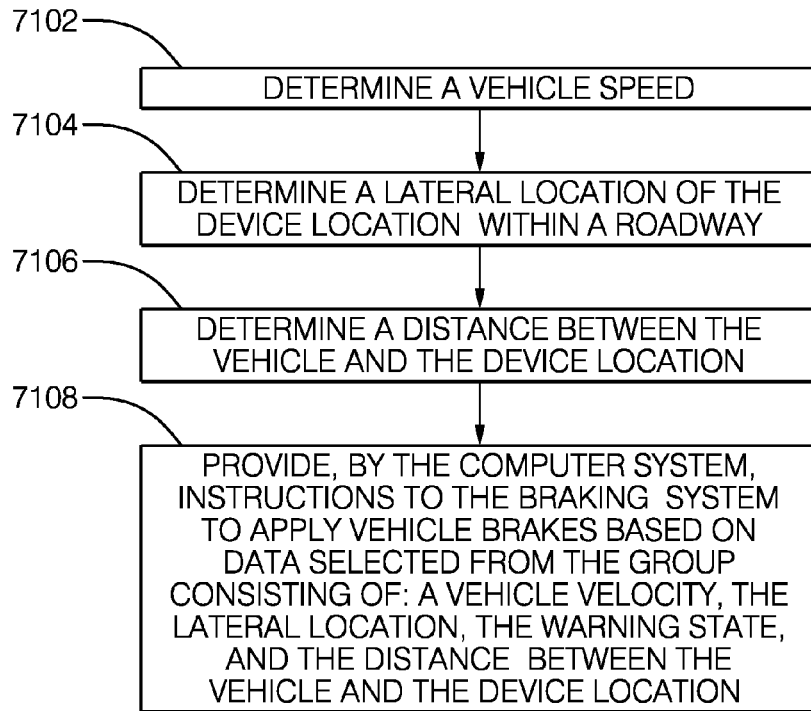 7102
DETERMINE A VEHICLE SPEED
7104
DETERMINE A LATERAL LOCATION OF THE
DEVICE LOCATION WITHIN A ROADWAY
7106
DETERMINE A DISTANCE BETWEEN THE
VEHICLE AND THE DEVICE LOCATION
7108
PROVIDE, BY THE COMPUTER SYSTEM,
INSTRUCTIONS TO THE BRAKING SYSTEM
TO APPLY VEHICLE BRAKES BASED ON
DATA SELECTED FROM THE GROUP
CONSISTING OF: A VEHICLE VELOCITY, THE
LATERAL LOCATION, THE WARNING STATE,
AND THE DISTANCE BETWEEN THE
VEHICLE AND THE DEVICE LOCATION